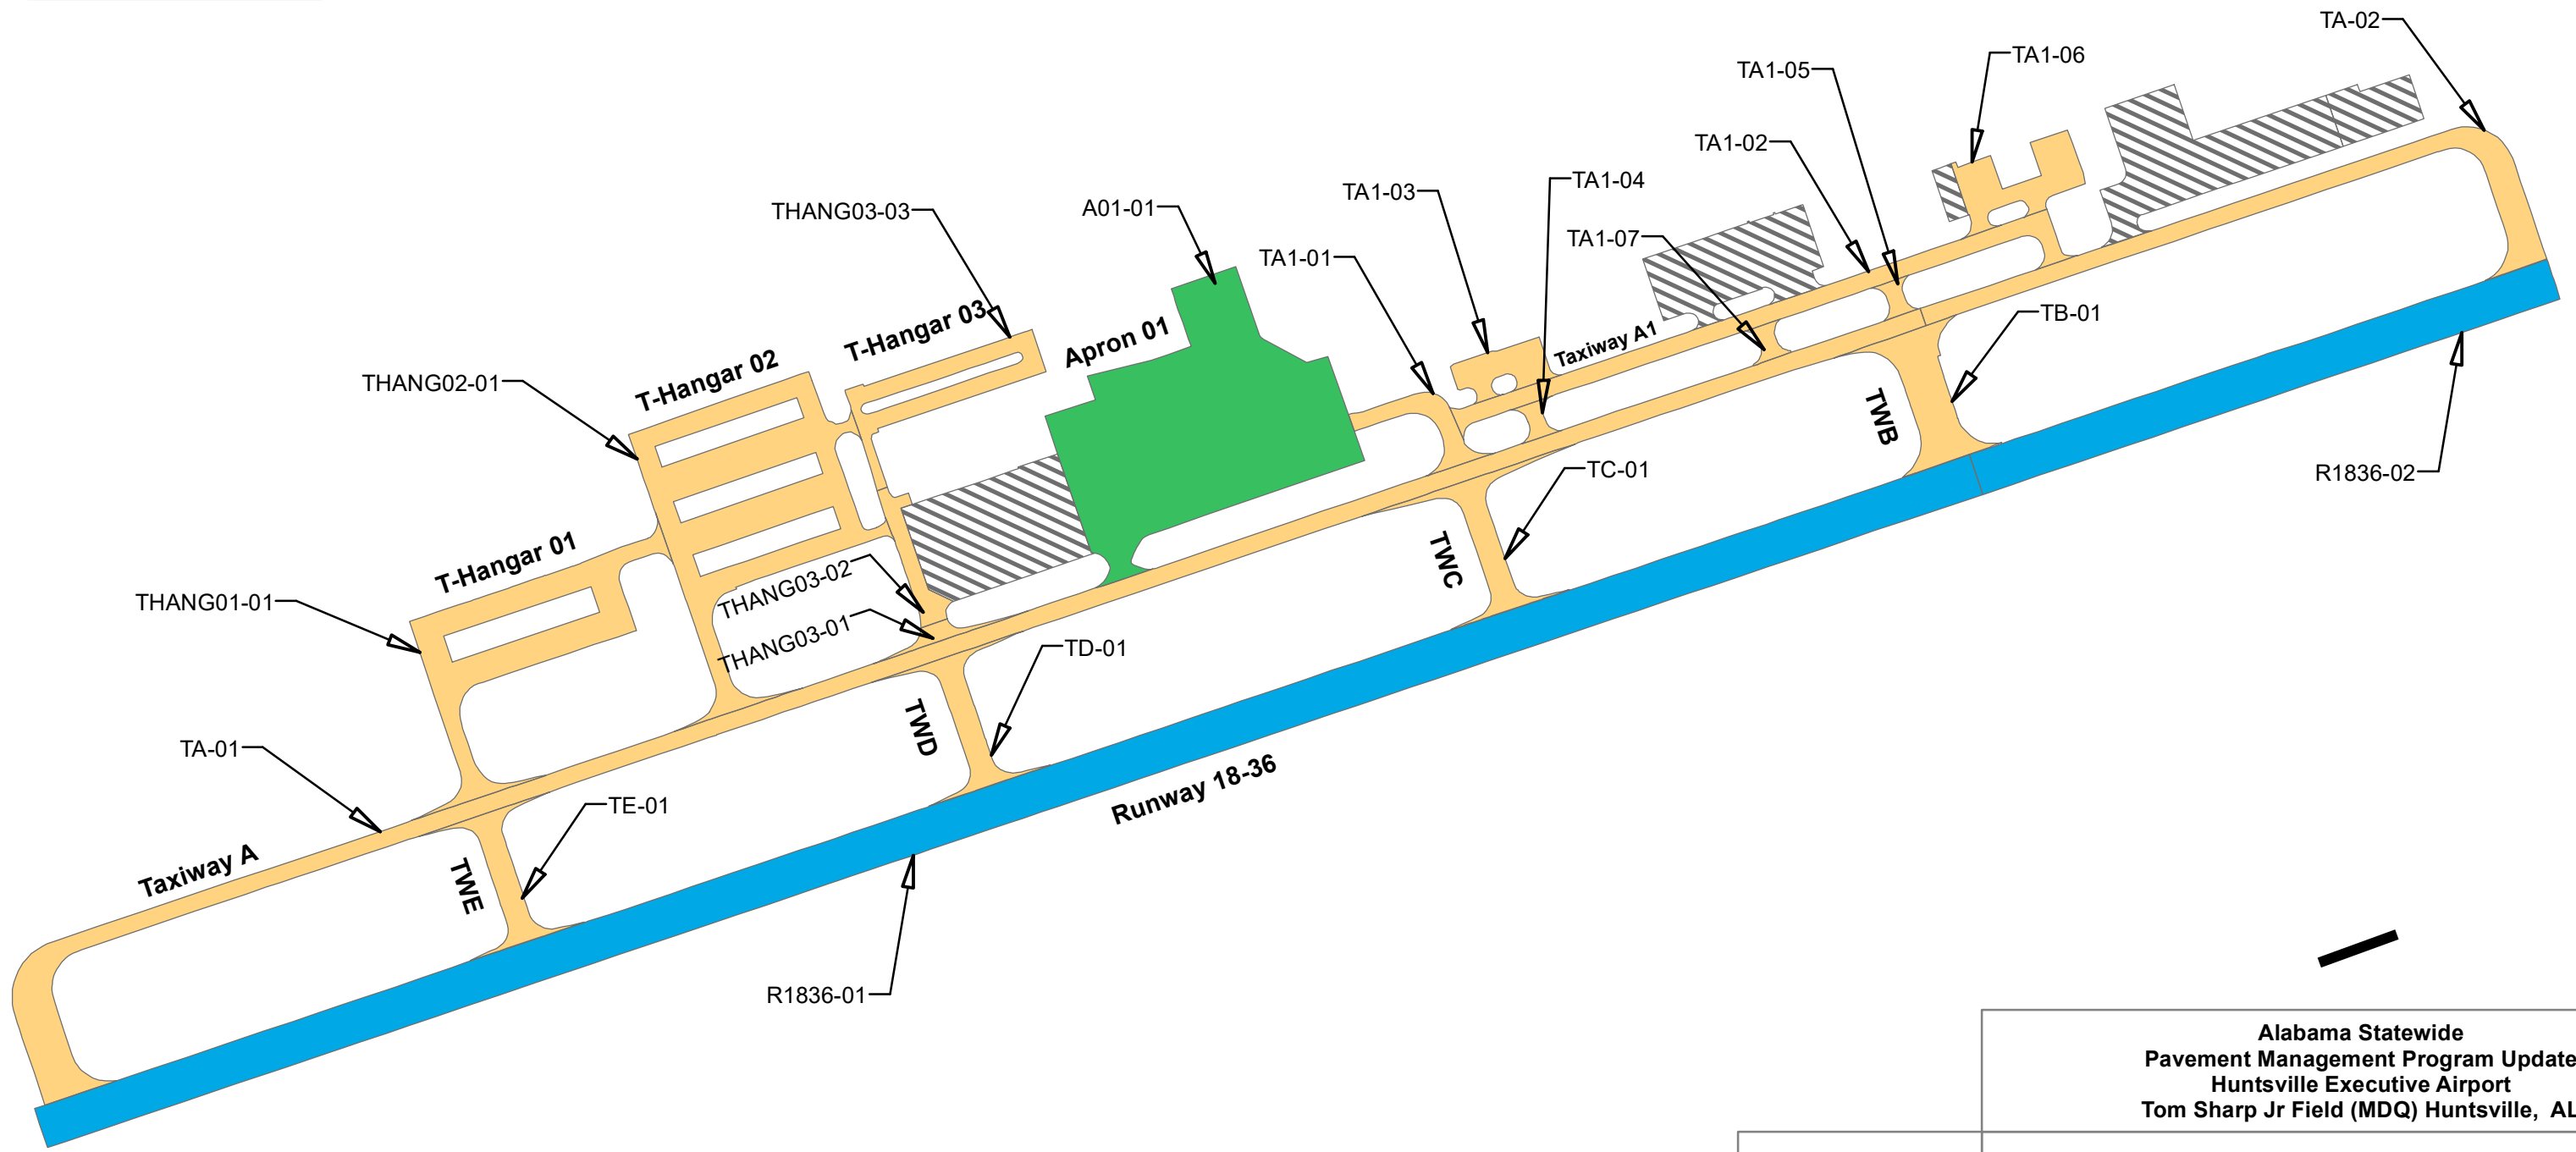 TA-02
TA1-06
TA1-05
TA1-02
TA1-04
TA1-03
A01-01
THANG03-03
TA1-07
TA1-01
TB-01
T-Hangar 03
Apron 01
Taxiway A1
T-Hangar 02
THANG02-01
TWB
TC-01
R1836-02
T-Hangar 01
TWC
THANG03-02
THANG01-01
THANG03-01
TD-01
TWD
TA-01
Runway 18-36
TE-01
Taxiway A
TWE
R1836-01
Alabama Statewide
Pavement Management Program Update
Huntsville Executive Airport
Tom Sharp Jr Field (MDQ) Huntsville, AL